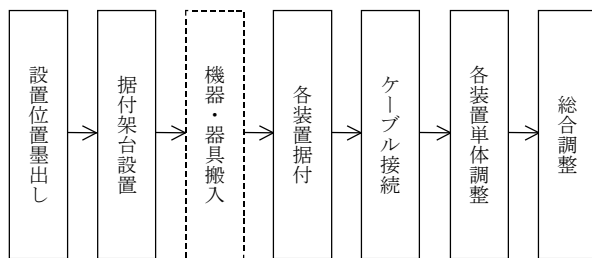 設置位置墨出し
据付架台設置
機器・器具搬入
各装置据付
ケーブル接続
各装置単体調整
総合調整